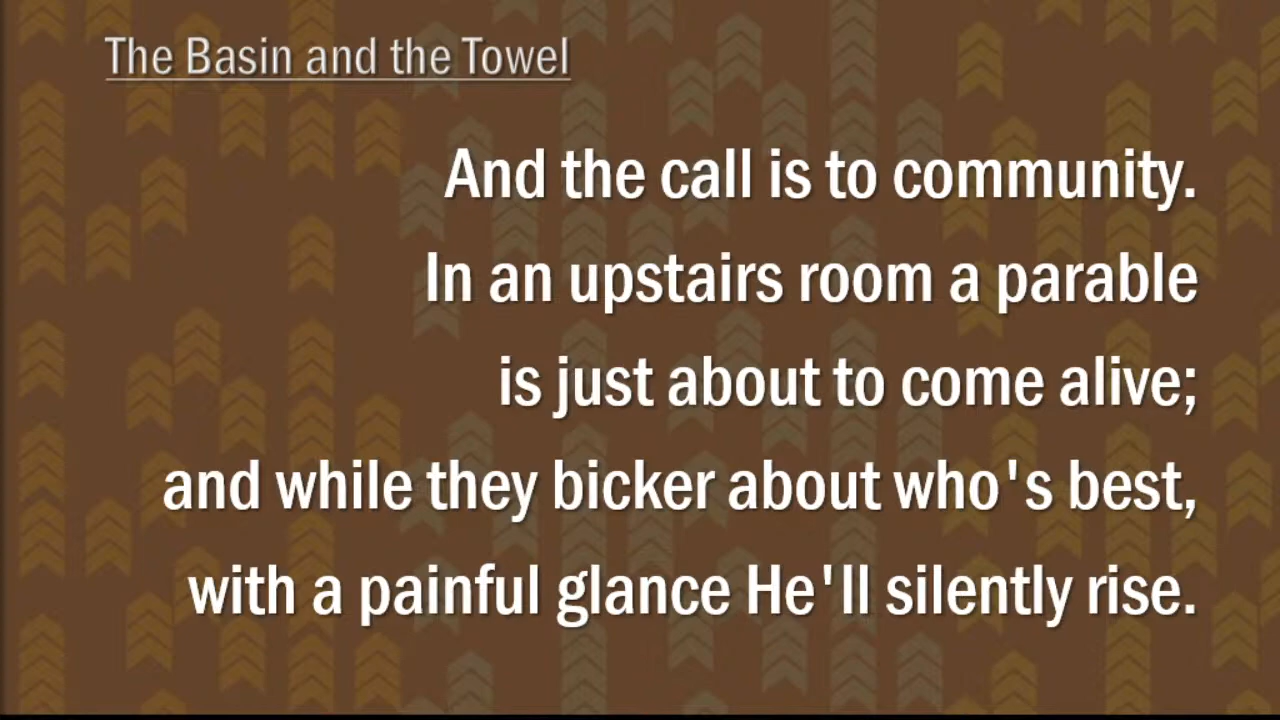 The Basin and the Towel
And the call is to community.
In an upstairs room a parable
is just about to come alive;
and while they bicker about who's best,
with a painful glance He'll silently rise.